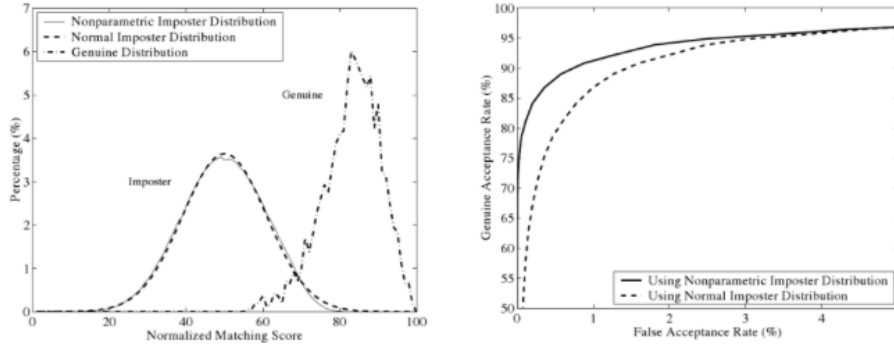 Nonparametric Imposter Distribution
Normal Imposter Distribution
Genuine Distribution
Genuine
Imposter
Percentage (%)
7
6
5
4
3
2
1
0
0
20
40
60
80
100
Normalized Matching Score
Genuine Acceptance Rate (%)
100
95
90
85
80
75
70
65
60
55
50
Using Nonparametric Imposter Distribution
Using Normal Imposter Distribution
0
1
2
3
4
False Acceptance Rate (%)